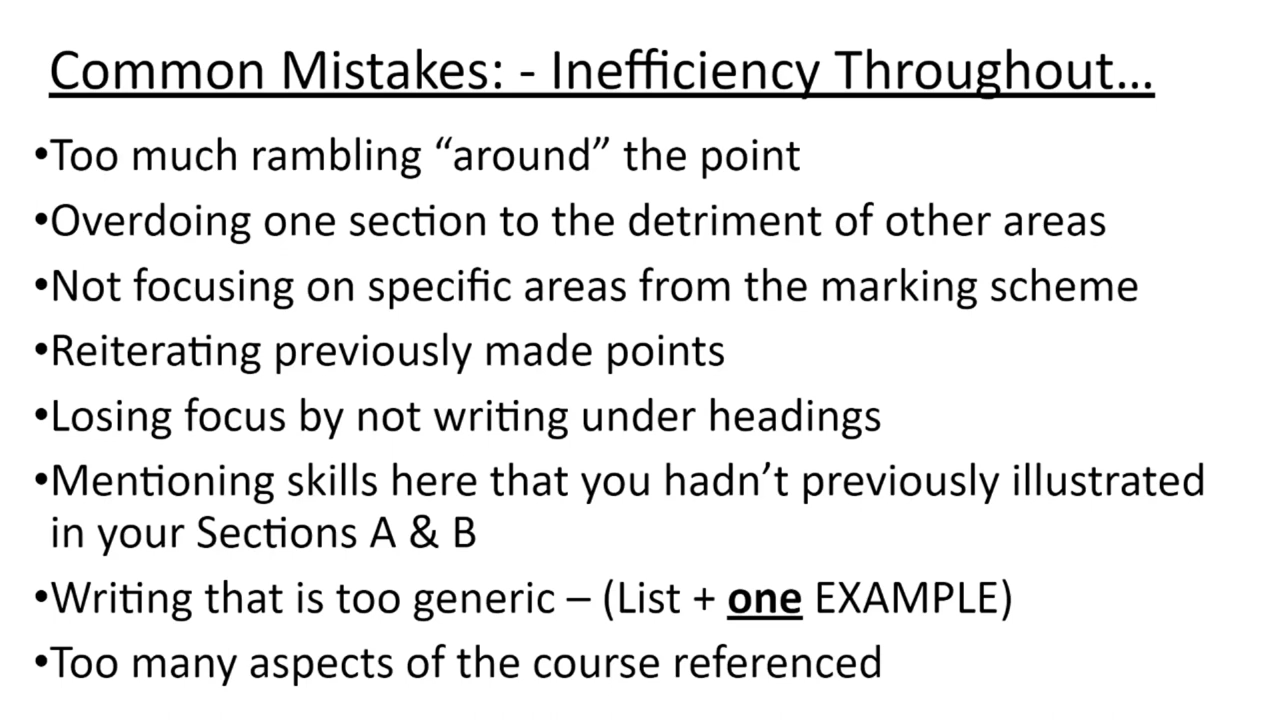 Common Mistakes: - Inefficiency Throughout...
•Too much rambling “around” the point
•Overdoing one section to the detriment of other areas
•Not focusing on specific areas from the marking scheme
•Reiterating previously made points
•Losing focus by not writing under headings
•Mentioning skills here that you hadn’t previously illustrated
in your Sections A & B
•Writing that is too generic – (List + one EXAMPLE)
•Too many aspects of the course referenced